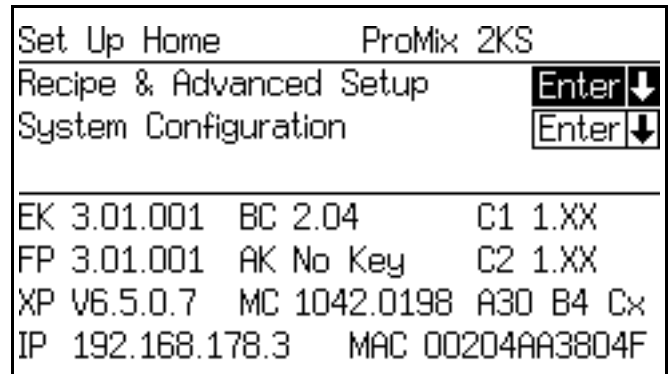 Set Up Home ProMix 2KS
Recipe & Advanced Setup Enter
System Configuration Enter
EK 3.01.001 BC 2.04 C1 1.XX
FP 3.01.001 AK No Key C2 1.XX
XP V6.5.0.7 MC 1042.0198 A30 B4 Cx
IP 192.168.178.3 MAC 00204AA3804F